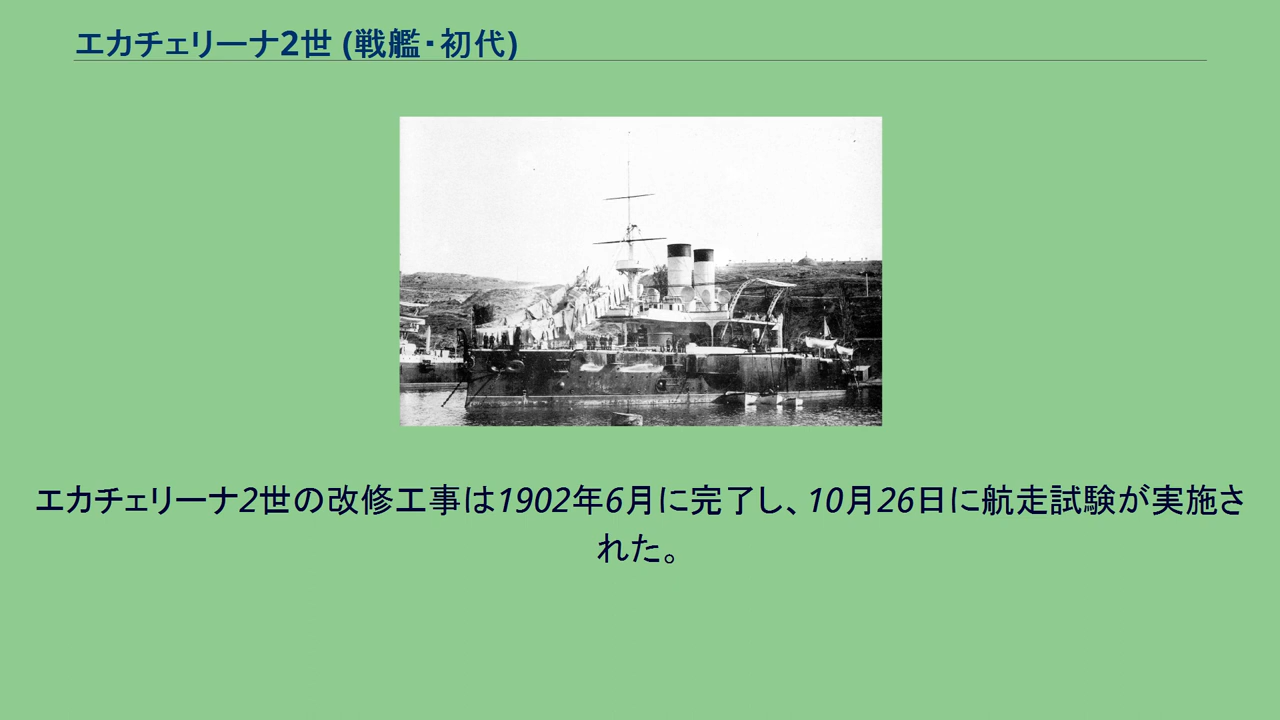 エカチェリーナ2世 (戦艦・初代)
エカチェリーナ2世の改修工事は1902年6月に完了し、10月26日に航走試験が実施さ
れた。